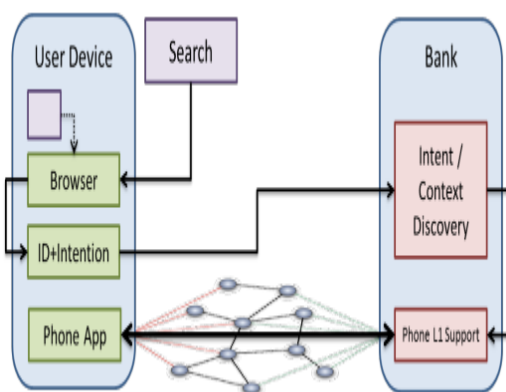 User Device
Search
Bank
Browser
Intent /
Context
Discovery
ID+Intention
Phone App
Phone L1 Support